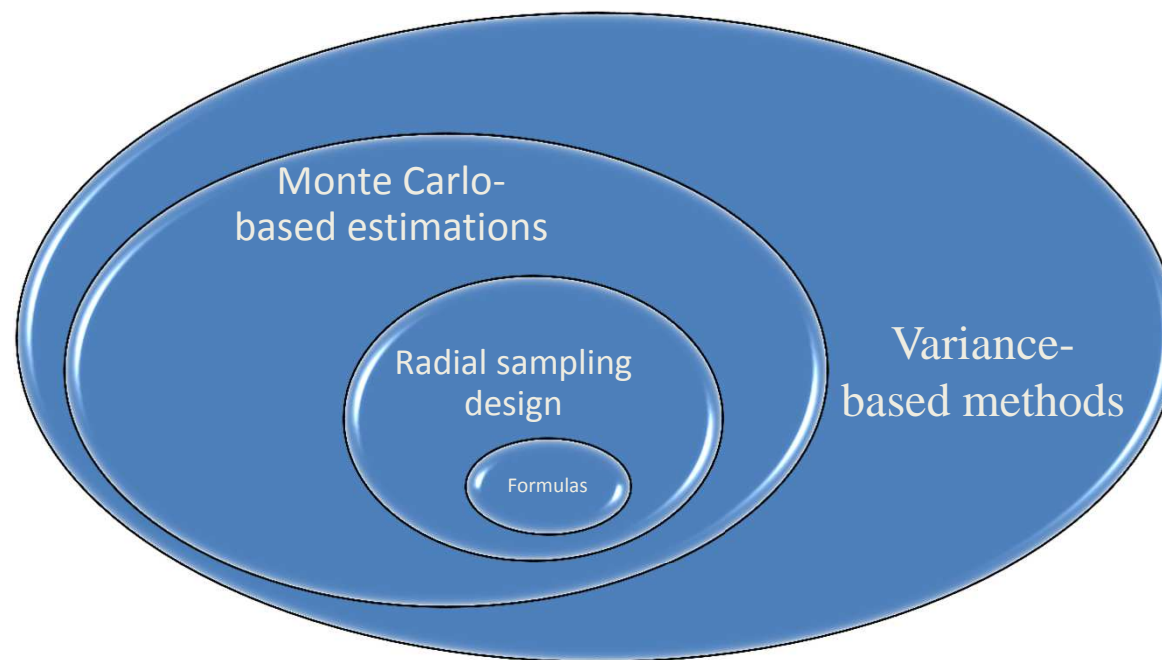 Monte Carlo-
based estimations
Radial sampling
design
Formulas
Variance-
based methods